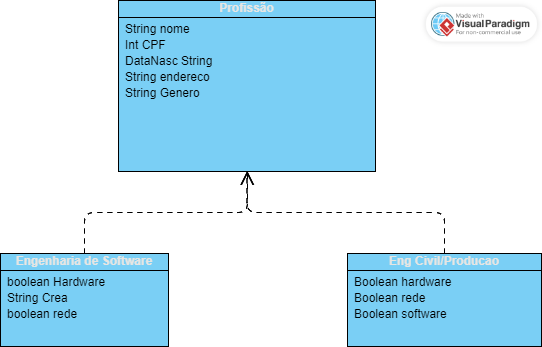 Profissão
String nome
Int CPF
DataNasc String
String endereco
String Genero
Made with
Visual Paradigm
For non-commercial use
Engenharia de Software
boolean Hardware
String Crea
boolean rede
Eng Civil/Producao
Boolean hardware
Boolean rede
Boolean software